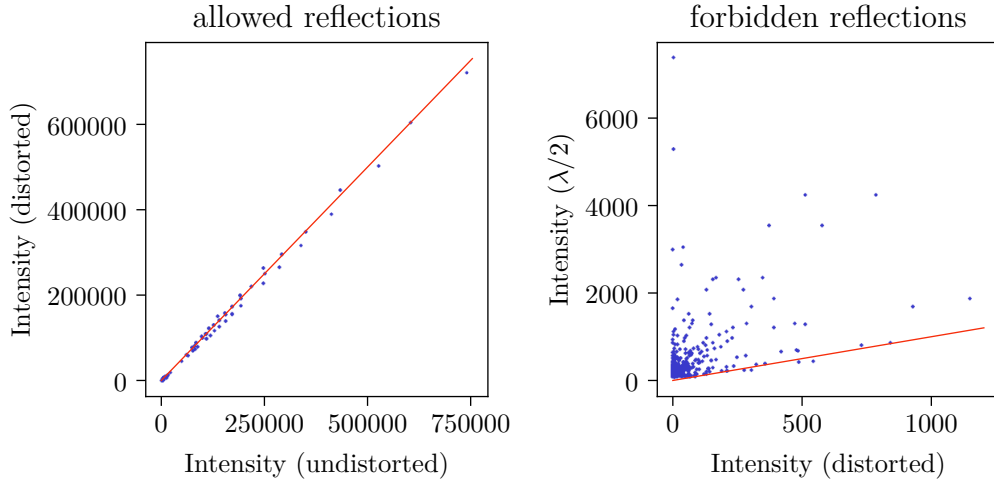 allowed reflections
Intensity (distorted)
600000
400000
200000
0
0 250000 500000 750000
Intensity (undistorted)
forbidden reflections
Intensity (λ/2)
6000
4000
2000
0
0 500 1000
Intensity (distorted)